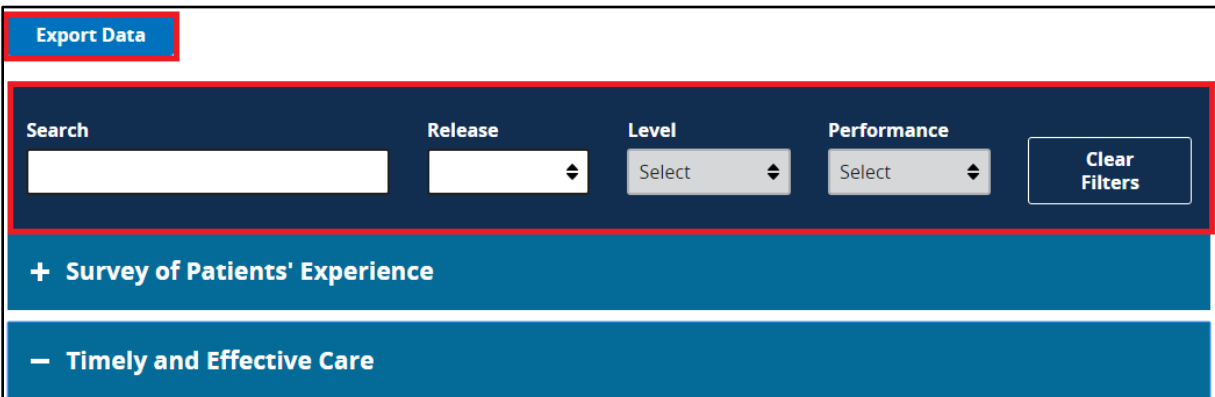 Export Data
Search Release Level Performance
Select Select
Clear
Filters
+ Survey of Patients' Experience
– Timely and Effective Care